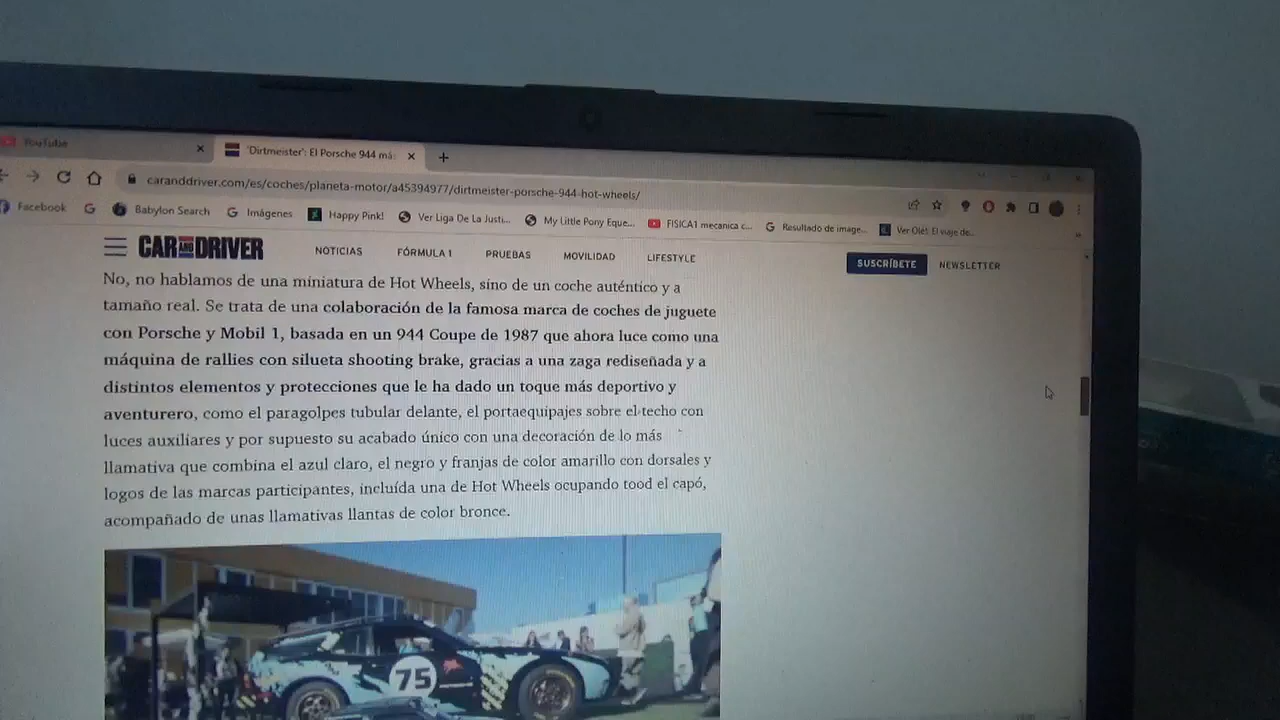 YouTube
'Dirtmeister': El Porsche 944 má
caranddriver.com/es/coches/planeta-motor/a45394977/dirtmeister-porsche-944-hot-wheels/
Facebook
Babylon Search
Imágenes
Happy Pink!
Ver Liga De La Justi...
My Little Pony Eque...
FISICA1 mecanica c...
Resultado de image...
Ver Olé! El viaje de...
CAR AND DRIVER
NOTICIAS
FÓRMULA 1
PRUEBAS
MOVILIDAD
LIFESTYLE
SUSCRÍBETE
NEWSLETTER
No, no hablamos de una miniatura de Hot Wheels, sino de un coche auténtico y a
tamaño real. Se trata de una colaboración de la famosa marca de coches de juguete
con Porsche y Mobil 1, basada en un 944 Coupe de 1987 que ahora luce como una
máquina de rallies con silueta shooting brake, gracias a una zaga rediseñada y a
distintos elementos y protecciones que le ha dado un toque más deportivo y
aventurero, como el paragolpes tubular delante, el portaequipajes sobre el techo con
luces auxiliares y por supuesto su acabado único con una decoración de lo más
llamativa que combina el azul claro, el negro y franjas de color amarillo con dorsales y
logos de las marcas participantes, incluída una de Hot Wheels ocupando tood el capó,
acompañado de unas llamativas llantas de color bronce.
75